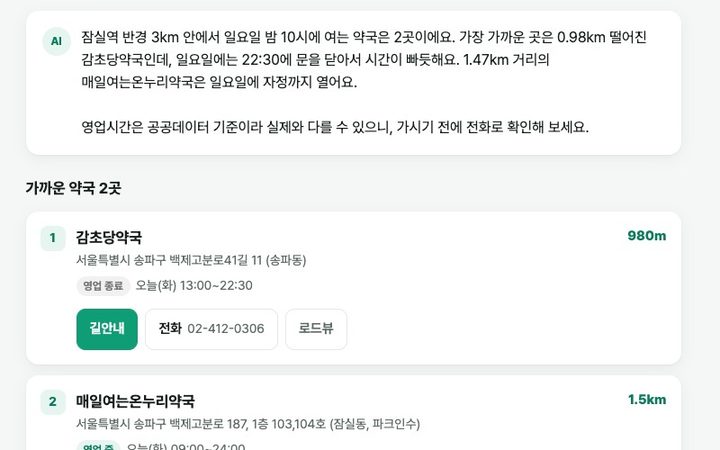 AI
잠실역 반경 3km 안에서 일요일 밤 10시에 여는 약국은 2곳이에요. 가장 가까운 곳은 0.98km 떨어진
감초당약국인데, 일요일에는 22:30에 문을 닫아서 시간이 빠듯해요. 1.47km 거리의
매일여는온누리약국은 일요일에 자정까지 열어요.
영업시간은 공공데이터 기준이라 실제와 다를 수 있으니, 가시기 전에 전화로 확인해 보세요.
가까운 약국 2곳
1 감초당약국 980m
서울특별시 송파구 백제고분로41길 11 (송파동)
영업 종료 오늘(화) 13:00~22:30
길안내 전화 02-412-0306 로드뷰
2 매일여는온누리약국 1.5km
서울특별시 송파구 백제고분로 187, 1층 103,104호 (잠실동, 파크인수)
영업 중 오늘(화) 09:00~24:00